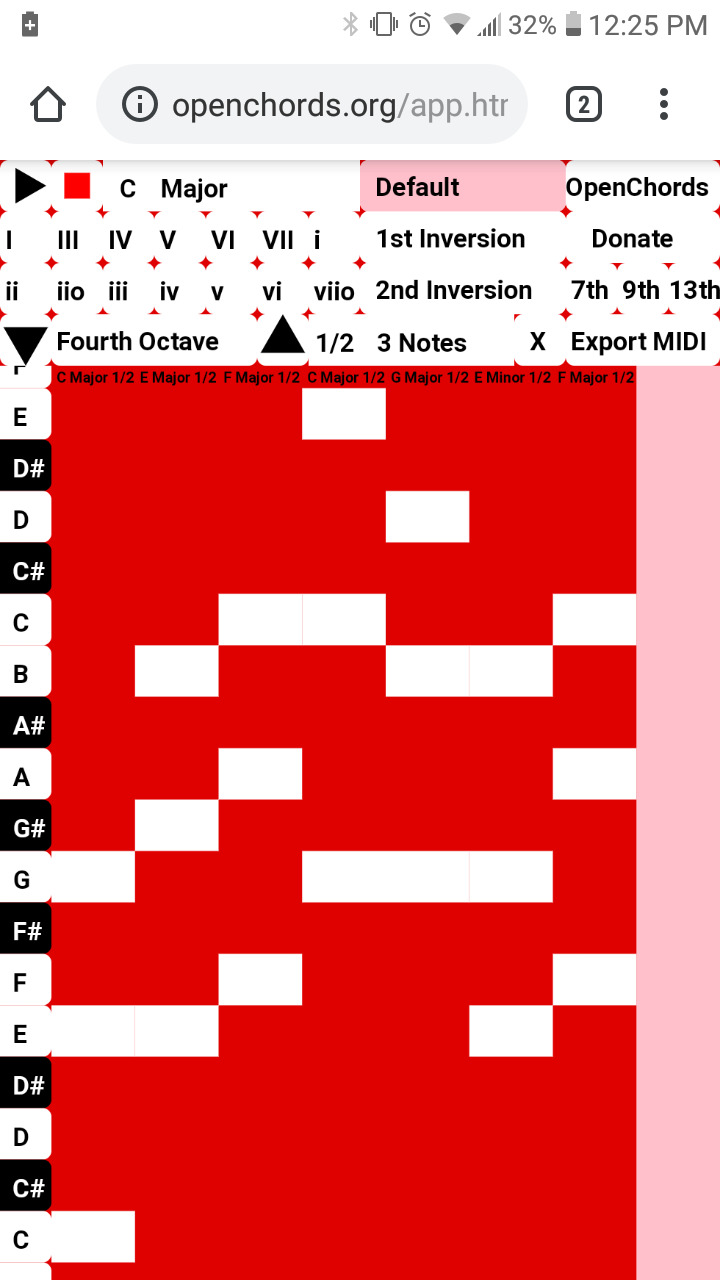 32% 12:25 PM
openchords.org/app.htr 2
C Major Default OpenChords
I III IV V VI VII i 1st Inversion Donate
ii iio iii iv v vi viio 2nd Inversion 7th 9th 13th
Fourth Octave 1/2 3 Notes X Export MIDI
C Major 1/2 E Major 1/2 F Major 1/2 C Major 1/2 G Major 1/2 E Minor 1/2 F Major 1/2
E
D#
D
C#
C
B
A#
A
G#
G
F#
F
E
D#
D
C#
C